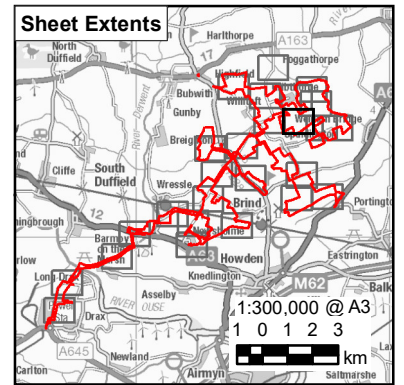 Sheet Extents
Harlthorpe
A163
North
Duffield
17
Foggathorpe
Highfield
Bubwith
Gunby
River Derwent
Breighton
Cliffe
South
Duffield
Wressle
Brind
Portington
12
Newsholme
Barmby
on the
Marsh
A63
Howden
Eastrington
Knedlington
M62
Long Drax
Asselby
RIVER OUSE
Drax
A645
Newland
Airmyn
Carlton
Saltmarshe
1:300,000 @ A3
1 0 1 2 3
km